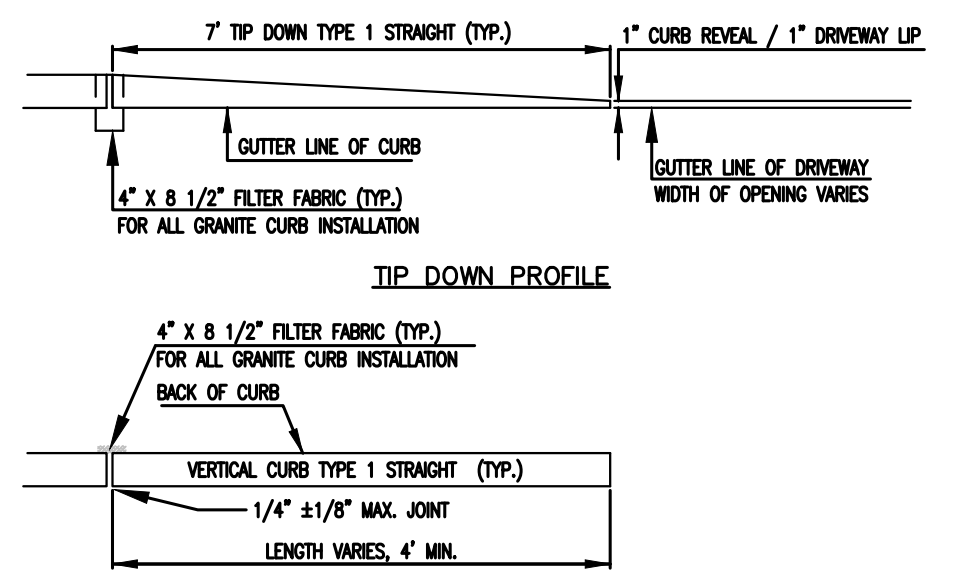 7' TIP DOWN TYPE 1 STRAIGHT (TYP.)
1" CURB REVEAL / 1" DRIVEWAY LIP
GUTTER LINE OF CURB
GUTTER LINE OF DRIVEWAY
WIDTH OF OPENING VARIES
4" X 8 1/2" FILTER FABRIC (TYP.)
FOR ALL GRANITE CURB INSTALLATION
TIP DOWN PROFILE
4" X 8 1/2" FILTER FABRIC (TYP.)
FOR ALL GRANITE CURB INSTALLATION
BACK OF CURB
VERTICAL CURB TYPE 1 STRAIGHT (TYP.)
1/4" ±1/8" MAX. JOINT
LENGTH VARIES, 4' MIN.